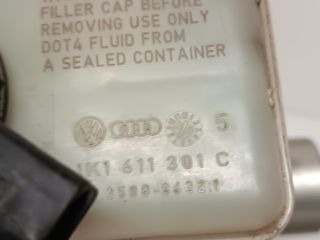 FILLER CAP BEFORE
REMOVING USE ONLY
DOT4 FLUID FROM
A SEALED CONTAINER
5
1K1 611 301 C